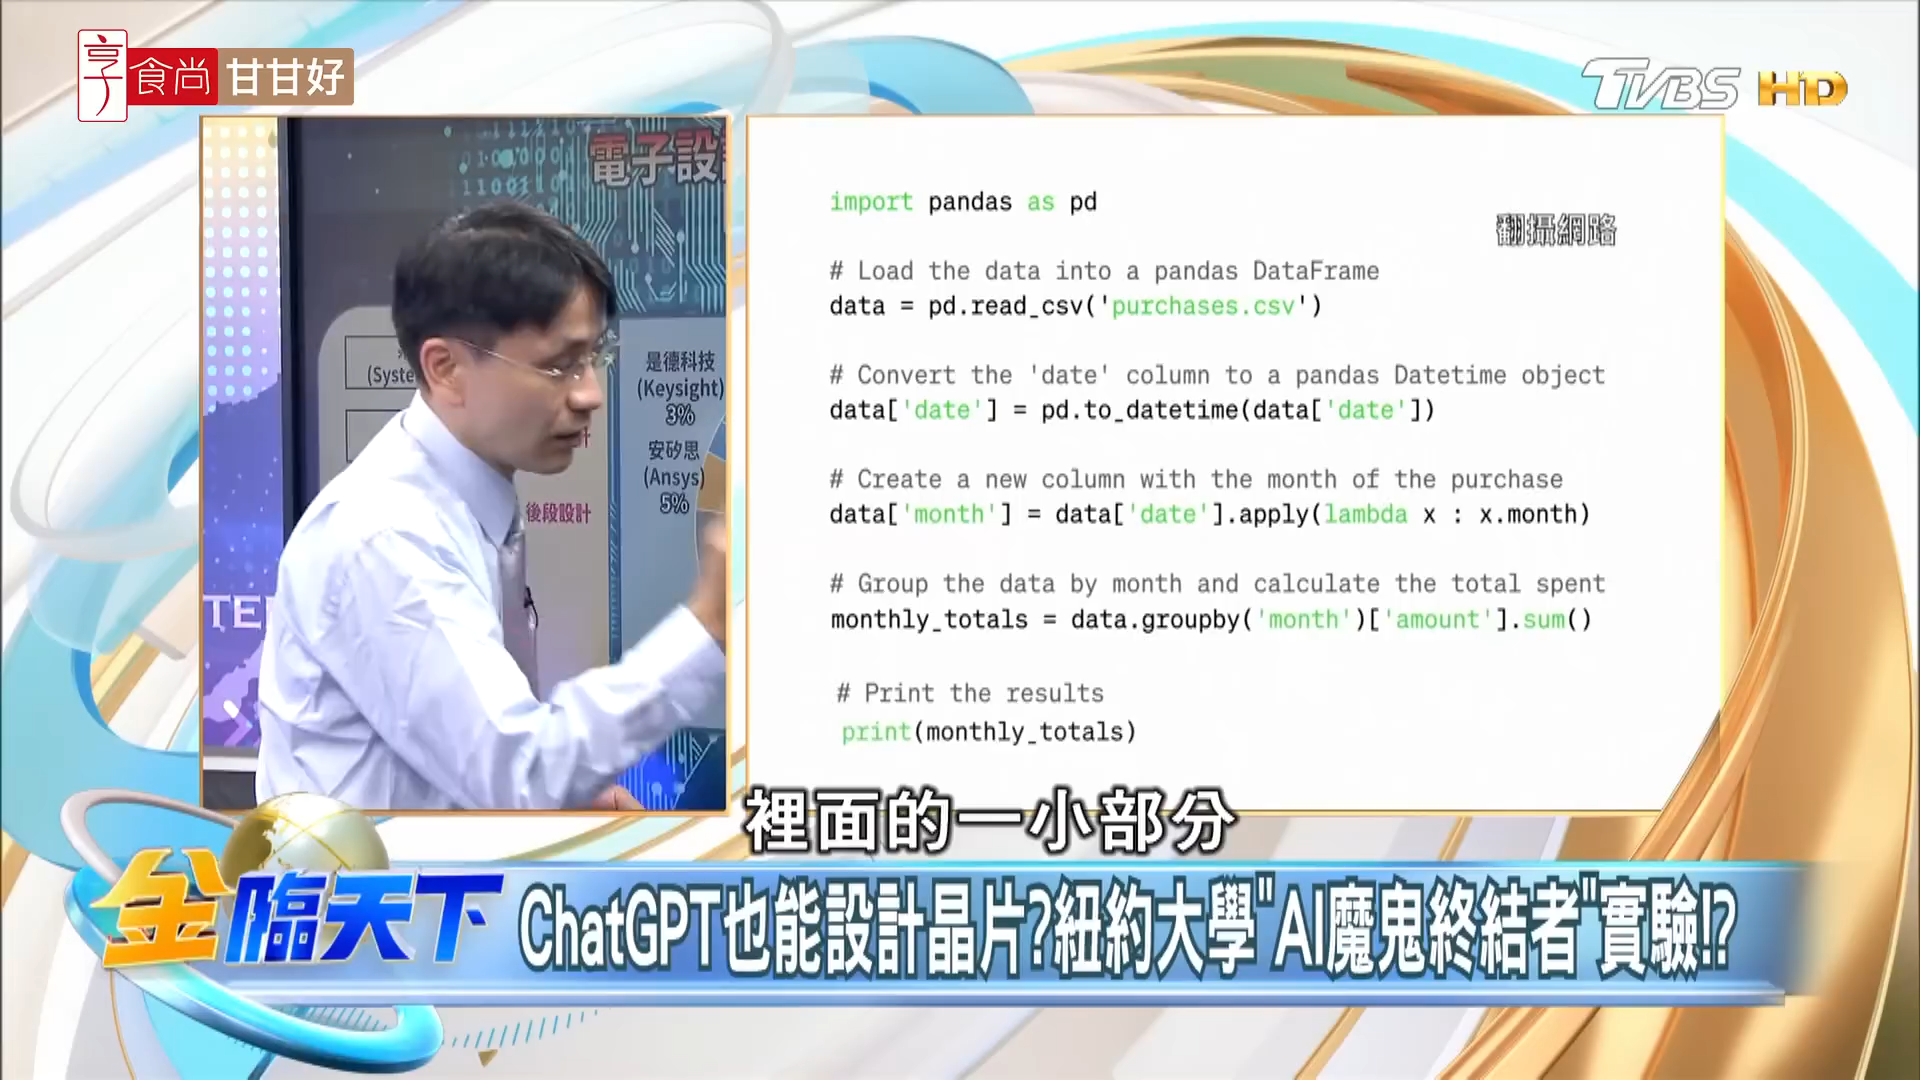 享食尚 甘甘好
TVBS HD
電子設
(Syste
是德科技
(Keysight)
3%
安矽思
(Ansys)
5%
後段設計
import pandas as pd
翻攝網路
# Load the data into a pandas DataFrame
data = pd.read_csv('purchases.csv')
# Convert the 'date' column to a pandas Datetime object
data['date'] = pd.to_datetime(data['date'])
# Create a new column with the month of the purchase
data['month'] = data['date'].apply(lambda x : x.month)
# Group the data by month and calculate the total spent
monthly_totals = data.groupby('month')['amount'].sum()
# Print the results
print(monthly_totals)
裡面的一小部分
金臨天下
ChatGPT也能設計晶片?紐約大學"AI魔鬼終結者"實驗!?